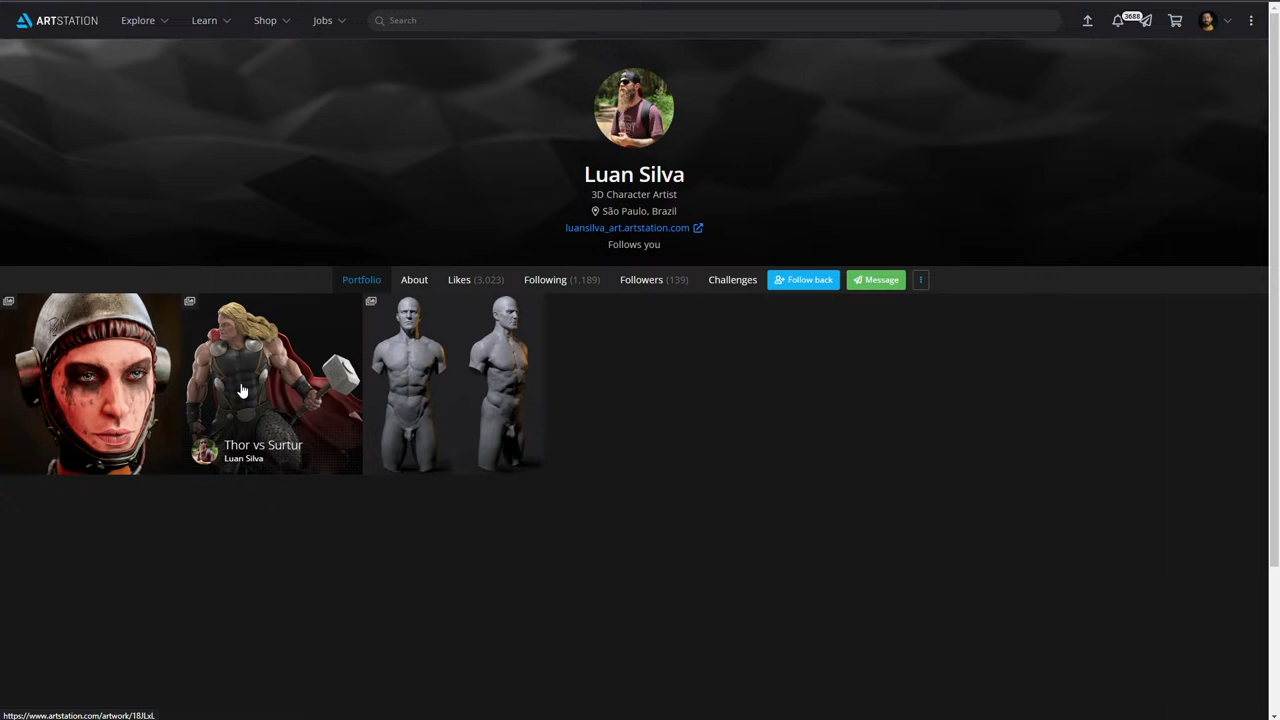 ARTSTATION Explore Learn Shop Jobs Search 3688
Luan Silva
3D Character Artist
São Paulo, Brazil
luansilva_art.artstation.com
Follows you
Portfolio About Likes (3.023) Following (1.189) Followers (139) Challenges Follow back Message
Thor vs Surtur
Luan Silva
https://www.artstation.com/artwork/18JLxL